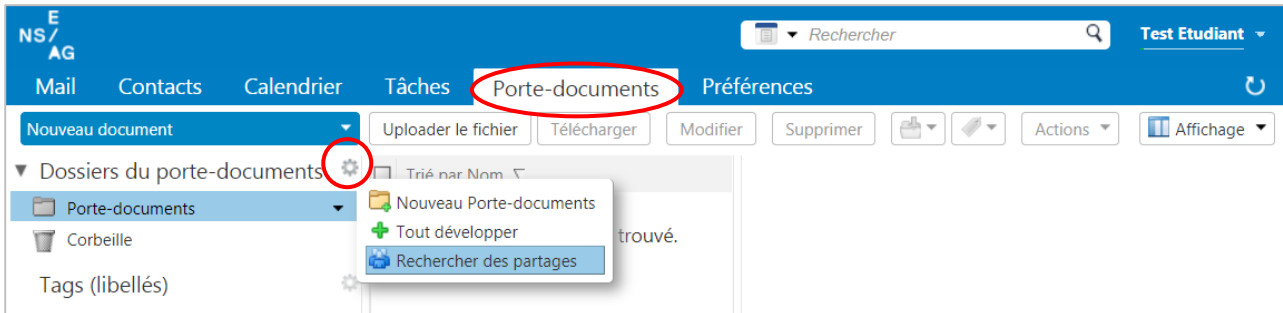 E
NS/
AG
Rechercher
Test Etudiant
Mail Contacts Calendrier Tâches Porte-documents Préférences
Nouveau document Uploader le fichier Télécharger Modifier Supprimer Actions Affichage
Dossiers du porte-documents
Trié par Nom
Porte-documents
Corbeille
Tags (libellés)
Nouveau Porte-documents
Tout développer
trouvé.
Rechercher des partages